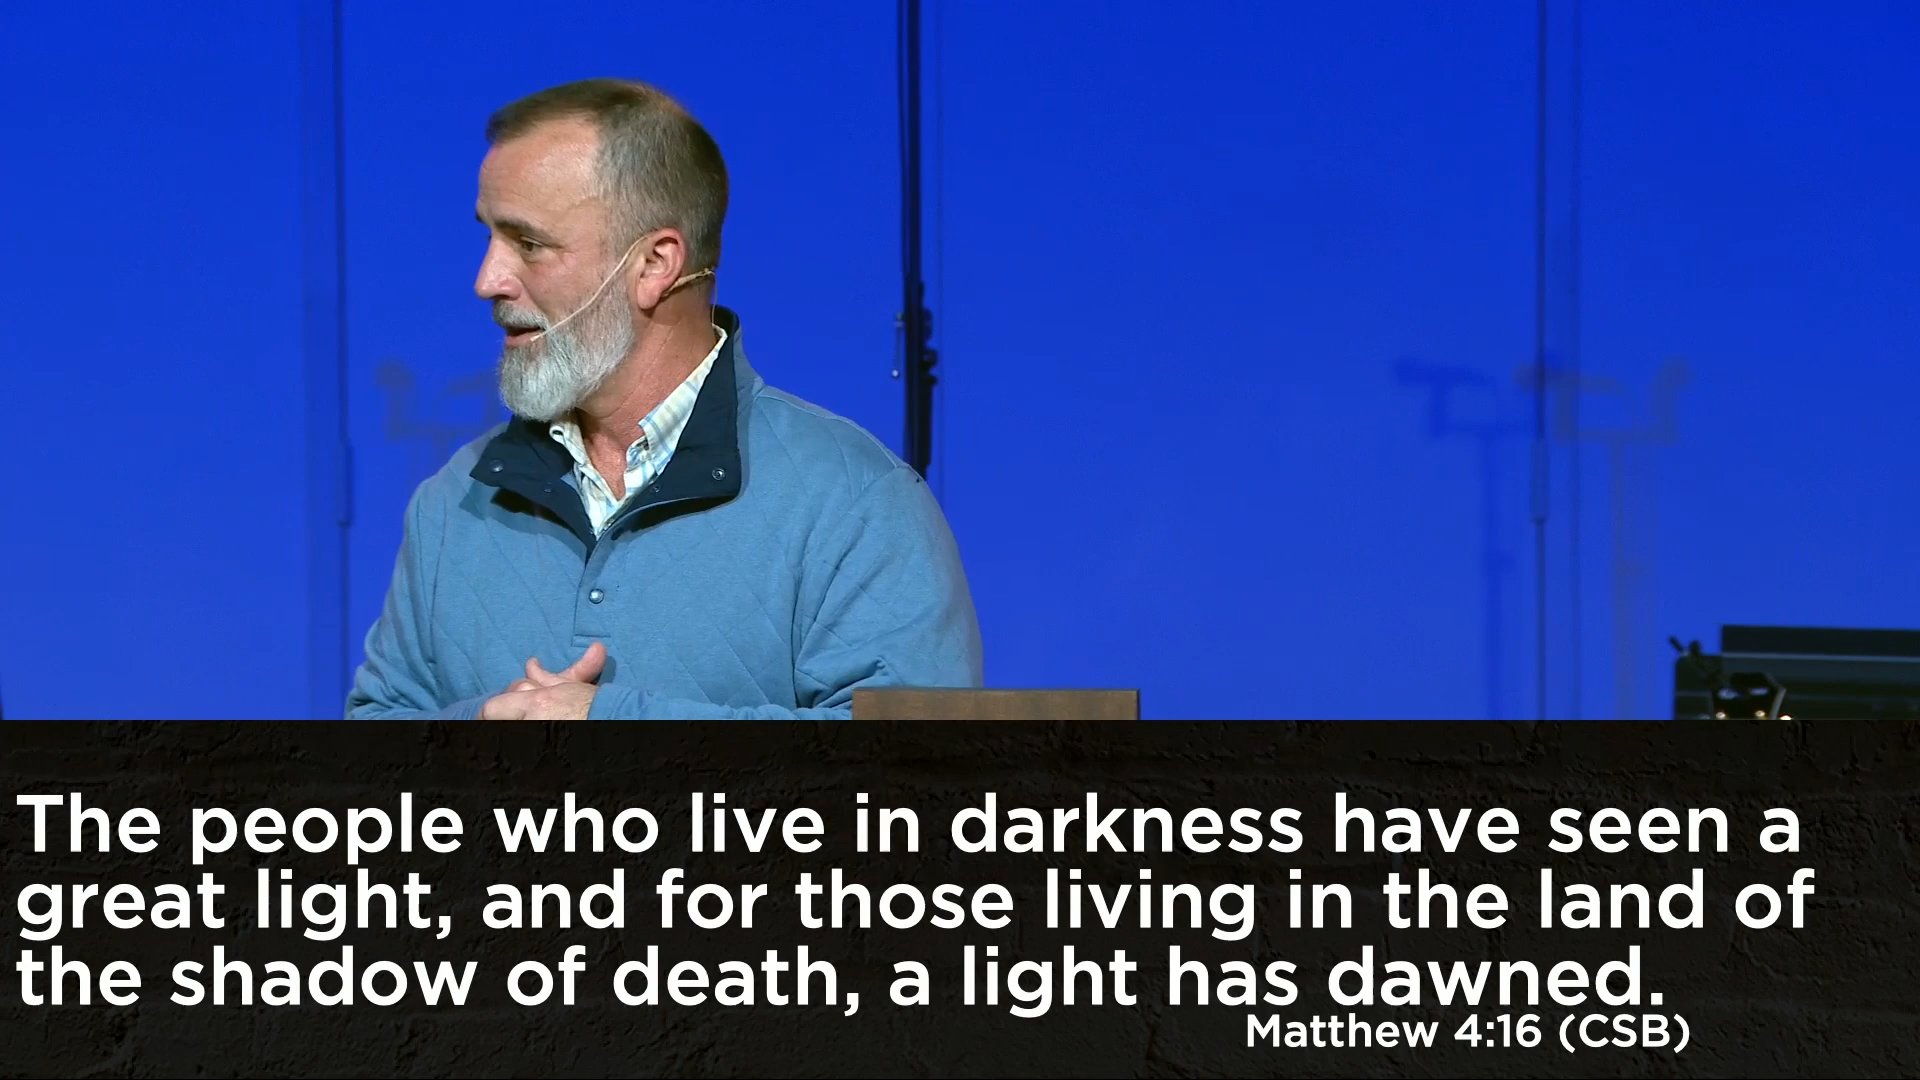 The people who live in darkness have seen a
great light, and for those living in the land of
the shadow of death, a light has dawned.
Matthew 4:16 (CSB)